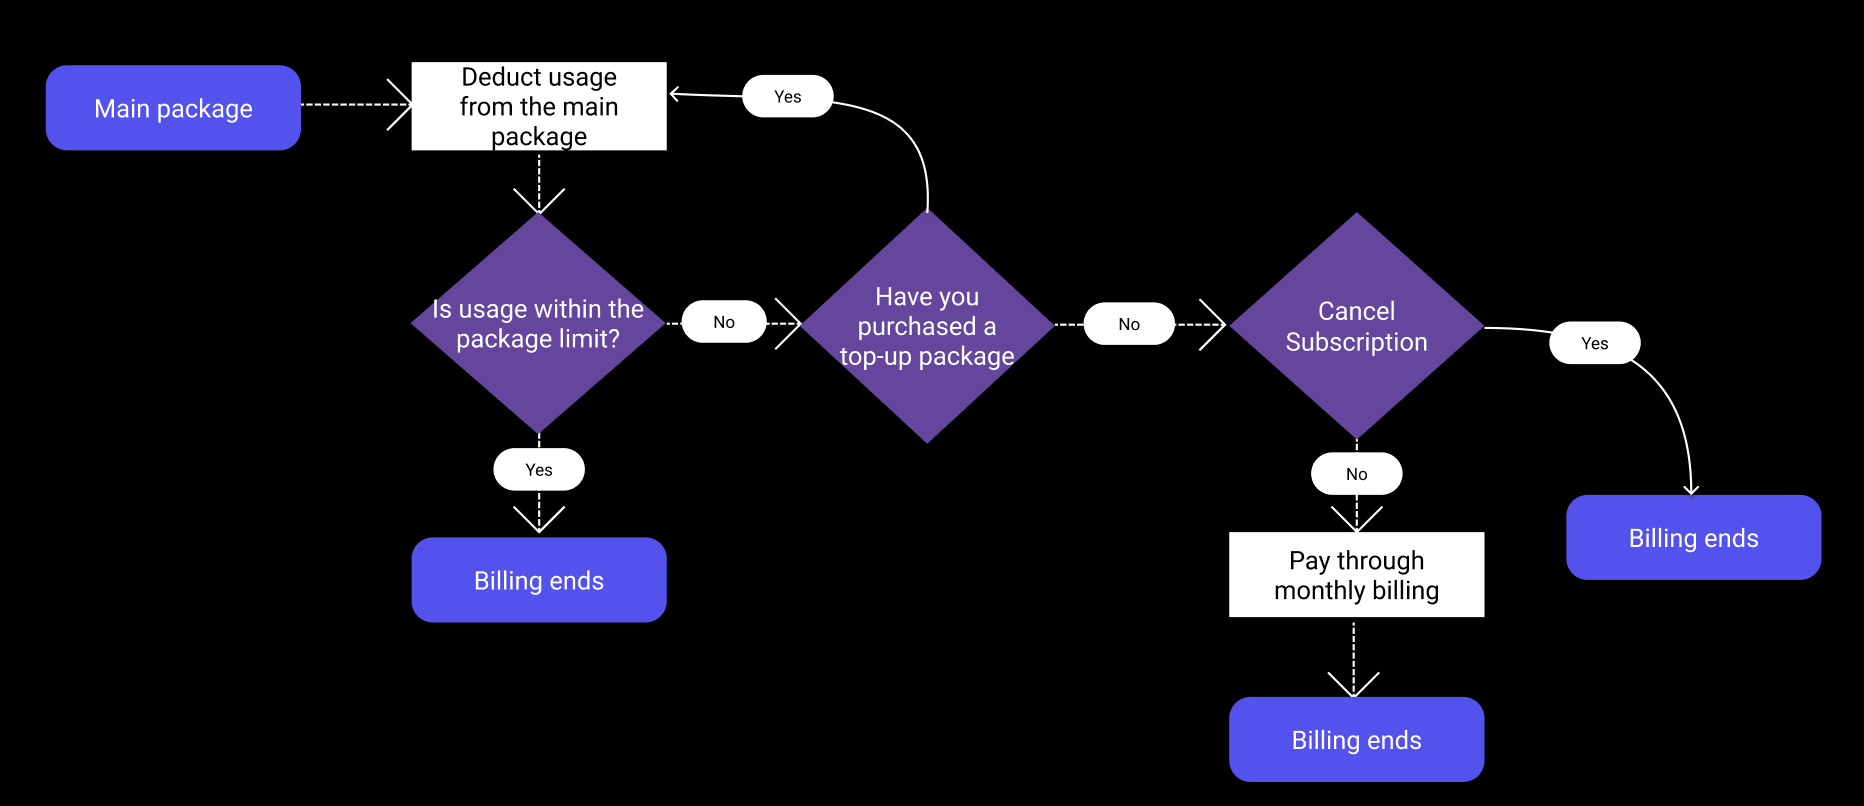 Main package
Deduct usage
from the main
package
Yes
Is usage within the
package limit?
No
Have you
purchased a
top-up package
No
Cancel
Subscription
Yes
Yes
No
Billing ends
Pay through
monthly billing
Billing ends
Billing ends